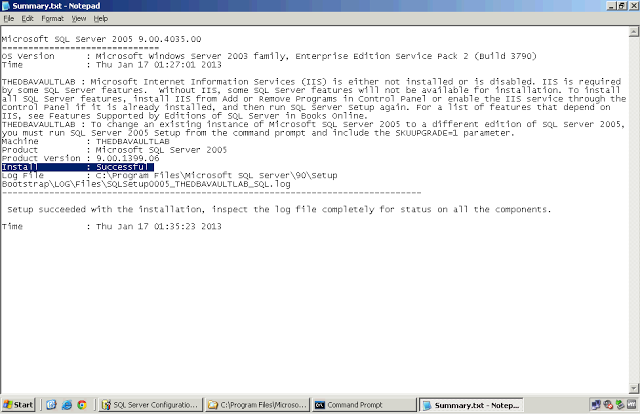 Summary.txt - Notepad
File Edit Format View Help
Microsoft SQL Server 2005 9.00.4035.00
==============================
OS Version : Microsoft Windows Server 2003 family, Enterprise Edition Service Pack 2 (Build 3790)
Time : Thu Jan 17 01:27:01 2013
THEDBAVAULTLAB : Microsoft Internet Information Services (IIS) is either not installed or is disabled. IIS is required
by some SQL Server features. Without IIS, some SQL Server features will not be available for installation. To install
all SQL Server features, install IIS from Add or Remove Programs in Control Panel or enable the IIS service through the
Control Panel if it is already installed, and then run SQL Server Setup again. For a list of features that depend on
IIS, see Features Supported by Editions of SQL Server in Books Online.
THEDBAVAULTLAB : To change an existing instance of Microsoft SQL Server 2005 to a different edition of SQL Server 2005,
you must run SQL Server 2005 Setup from the command prompt and include the SKUUPGRADE=1 parameter.
Machine : THEDBAVAULTLAB
Product : Microsoft SQL Server 2005
Product Version : 9.00.1399.06
Install : Successful
Log File : C:\Program Files\Microsoft SQL Server\90\Setup
Bootstrap\LOG\Files\SQLSetup0005_THEDBAVAULTLAB_SQL.log
--------------------------------------------------------------------------------
Setup succeeded with the installation, inspect the log file completely for status on all the components.
Time : Thu Jan 17 01:35:23 2013
Start
SQL Server Configuratio...
C:\Program Files\Microso...
Command Prompt
Summary.txt - Notep...